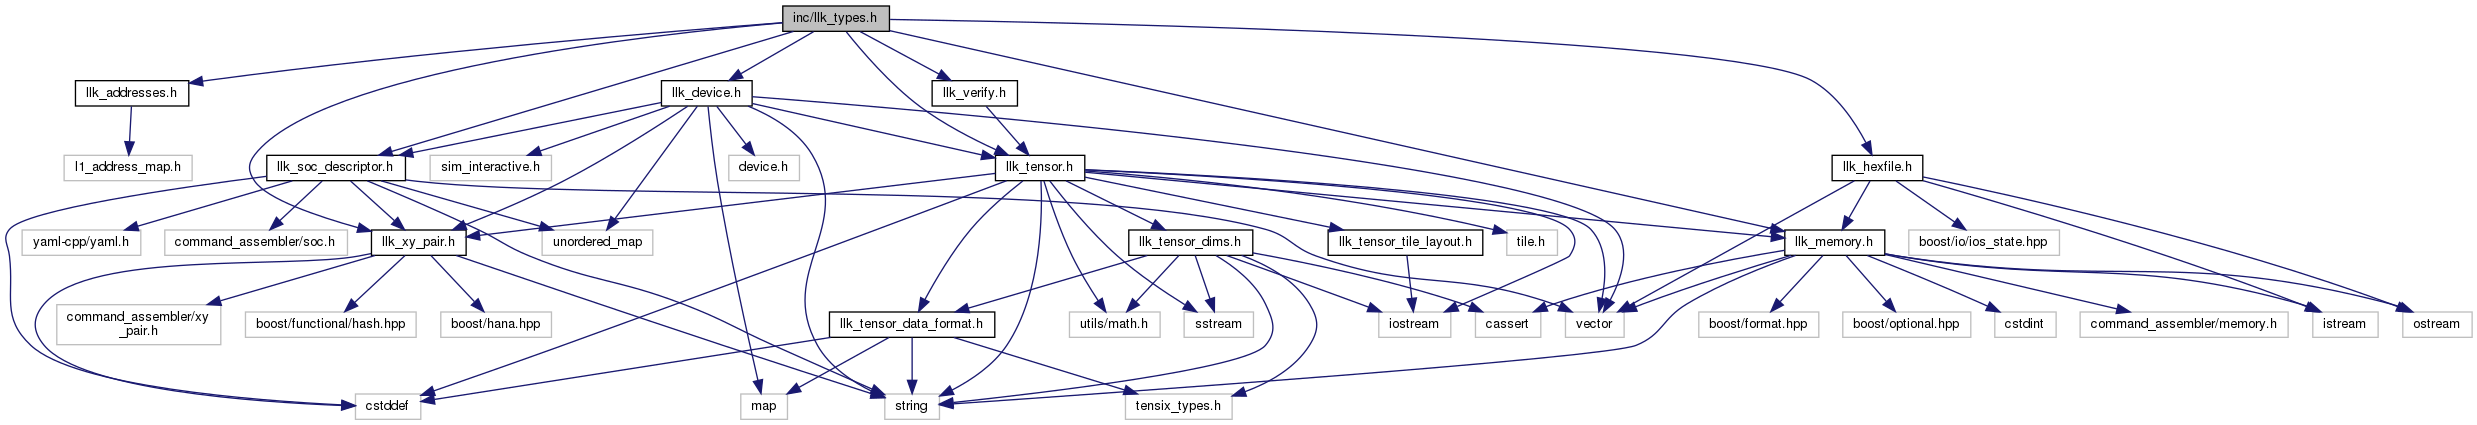 inc/llk_types.h
llk_addresses.h
llk_device.h
llk_verify.h
l1_address_map.h
llk_soc_descriptor.h
sim_interactive.h
device.h
llk_tensor.h
llk_hexfile.h
yaml-cpp/yaml.h
command_assembler/soc.h
llk_xy_pair.h
unordered_map
llk_tensor_dims.h
llk_tensor_tile_layout.h
tile.h
llk_memory.h
boost/io/ios_state.hpp
command_assembler/xy
_pair.h
boost/functional/hash.hpp
boost/hana.hpp
llk_tensor_data_format.h
utils/math.h
sstream
iostream
cassert
vector
boost/format.hpp
boost/optional.hpp
cstdint
command_assembler/memory.h
istream
ostream
cstddef
map
string
tensix_types.h